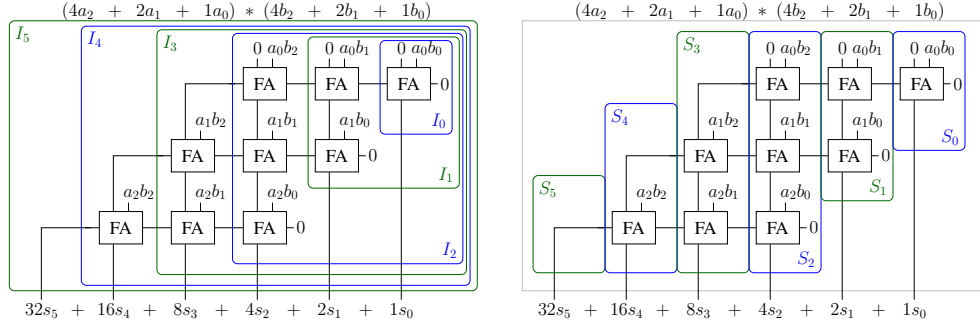 (4a₂ + 2a₁ + 1a₀) * (4b₂ + 2b₁ + 1b₀)
I₅ I₄ I₃
0 a₀b₂ 0 a₀b₁ 0 a₀b₀
FA FA FA 0
a₁b₂ a₁b₁ a₁b₀ I₀
FA FA FA 0
I₁
a₂b₂ a₂b₁ a₂b₀
FA FA FA 0
I₂
32s₅ + 16s₄ + 8s₃ + 4s₂ + 2s₁ + 1s₀
(4a₂ + 2a₁ + 1a₀) * (4b₂ + 2b₁ + 1b₀)
S₃
0 a₀b₂ 0 a₀b₁ 0 a₀b₀
FA FA FA 0
S₄ a₁b₂ a₁b₁ a₁b₀ S₀
FA FA FA 0
S₅ a₂b₂ a₂b₁ a₂b₀ S₁
FA FA FA 0
S₂
32s₅ + 16s₄ + 8s₃ + 4s₂ + 2s₁ + 1s₀